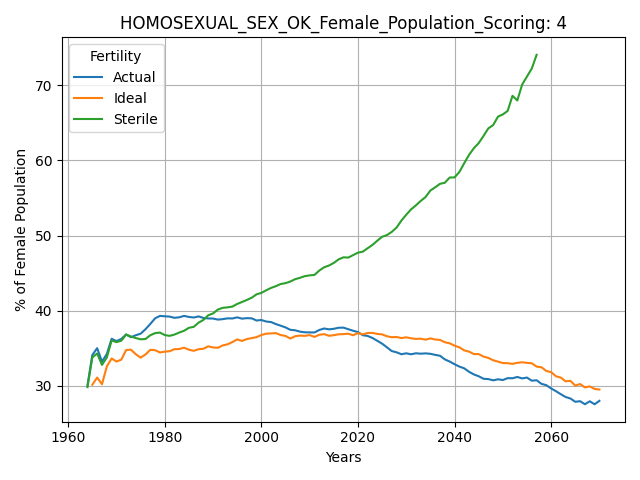 HOMOSEXUAL_SEX_OK_Female_Population_Scoring: 4
Fertility
Actual
Ideal
Sterile
% of Female Population
70
60
50
40
30
1960
1980
2000
2020
2040
2060
Years